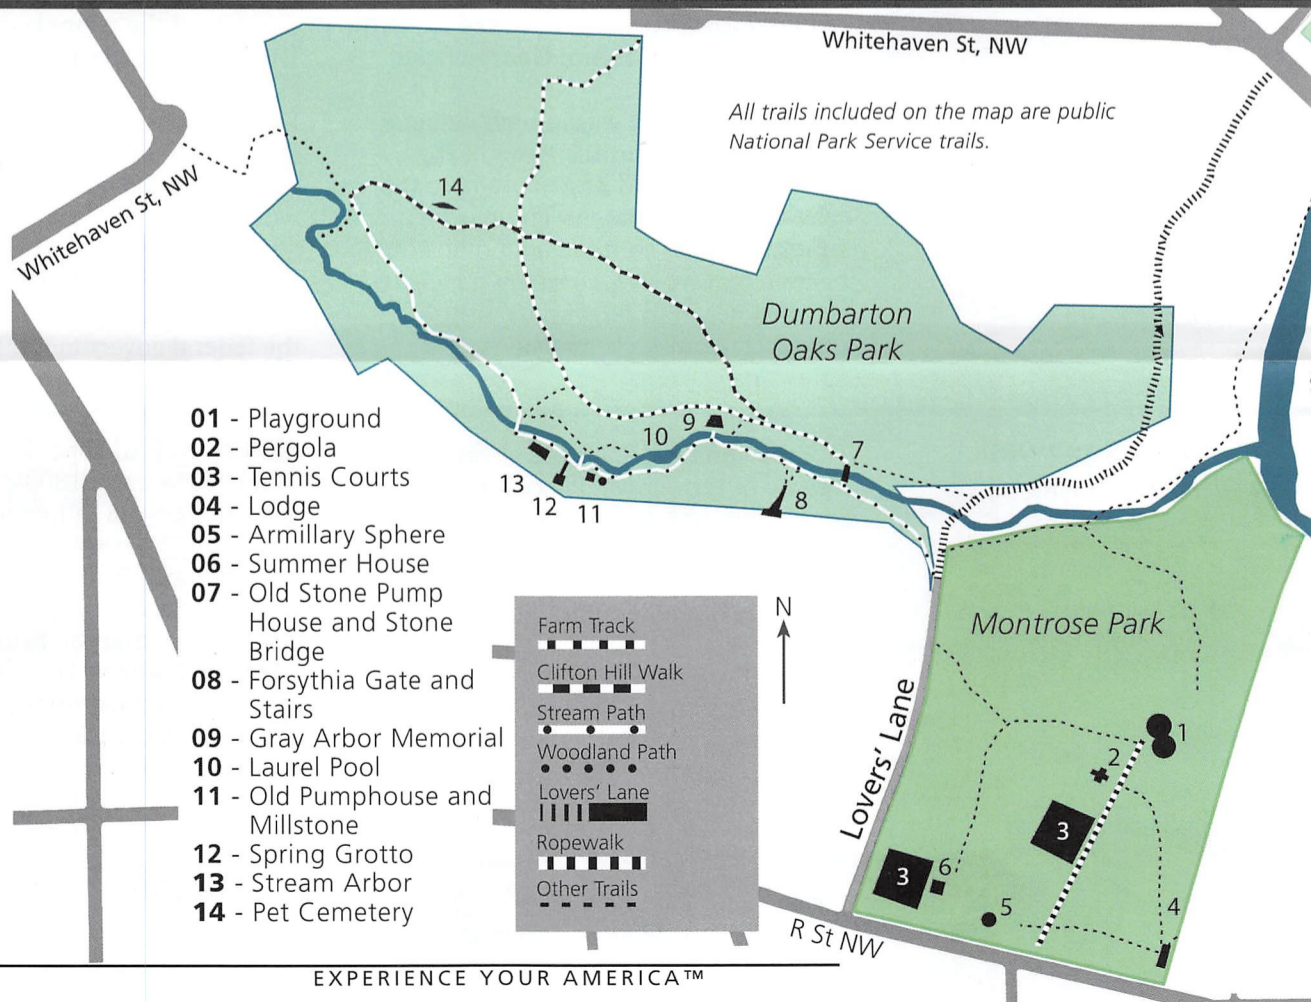 Whitehaven St, NW
All trails included on the map are public
National Park Service trails.
Whitehaven St, NW
14
Dumbarton
Oaks Park
9
10
7
13
12
11
8
01 - Playground
02 - Pergola
03 - Tennis Courts
04 - Lodge
05 - Armillary Sphere
06 - Summer House
07 - Old Stone Pump
House and Stone
Bridge
08 - Forsythia Gate and
Stairs
09 - Gray Arbor Memorial
10 - Laurel Pool
11 - Old Pumphouse and
Millstone
12 - Spring Grotto
13 - Stream Arbor
14 - Pet Cemetery
Farm Track
Clifton Hill Walk
Stream Path
Woodland Path
Lovers' Lane
Ropewalk
Other Trails
N
Montrose Park
Lovers' Lane
1
2
3
3
6
5
4
R St NW
EXPERIENCE YOUR AMERICA™